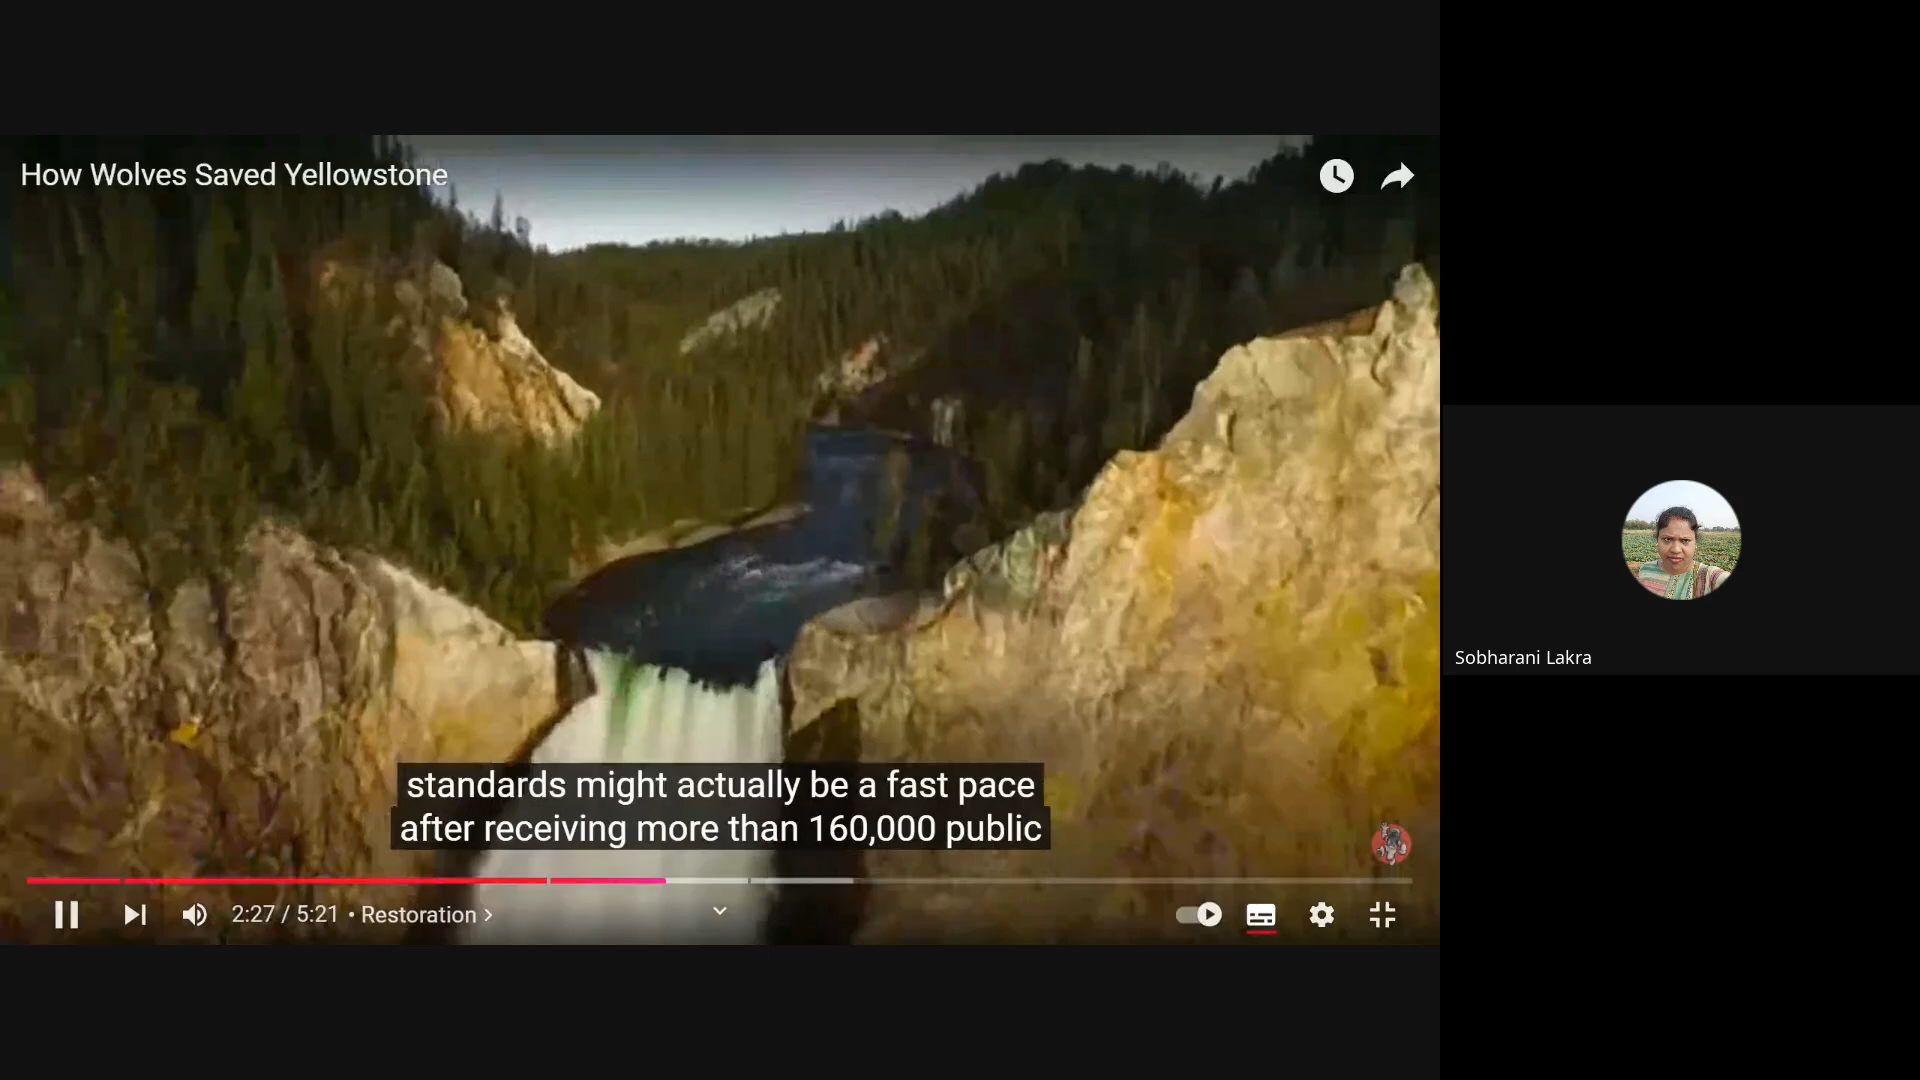 How Wolves Saved Yellowstone
standards might actually be a fast pace
after receiving more than 160,000 public
2:27 / 5:21 • Restoration >
Sobharani Lakra